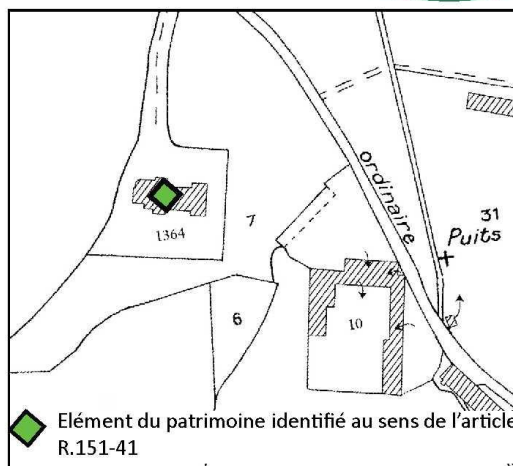 ordinaire
31
Puits
1364
7
6
10
Elément du patrimoine identifié au sens de l'article
R.151-41